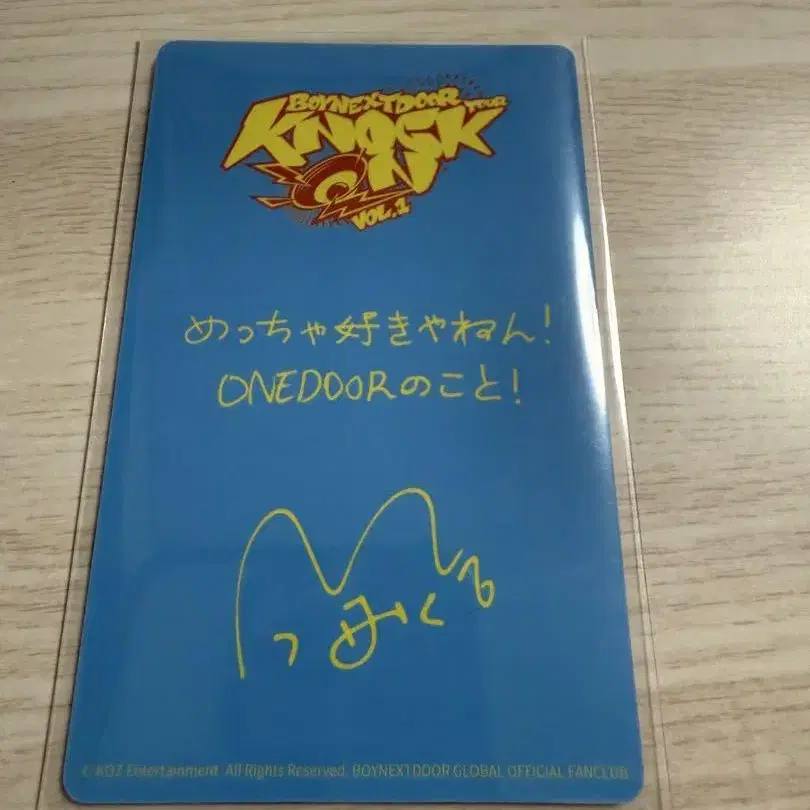 BOYNEXTDOOR TOUR
KNOCK
ON
VOL.1
めっちゃ好きやねん!
ONEDOORのこと!
© KOZ Entertainment. All Rights Reserved. BOYNEXTDOOR GLOBAL OFFICIAL FANCLUB